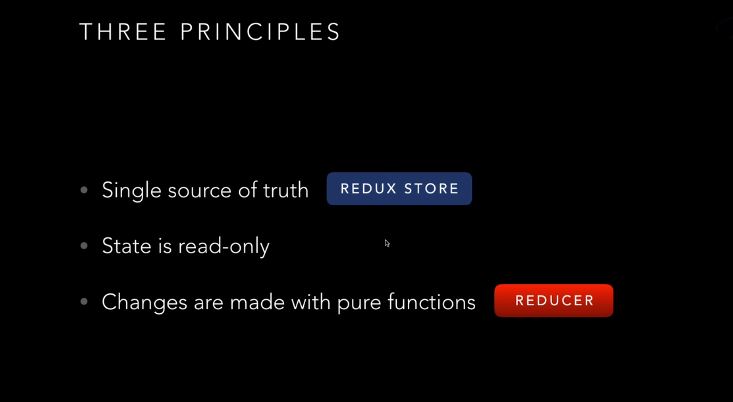 THREE PRINCIPLES
Single source of truth REDUX STORE
State is read-only
Changes are made with pure functions REDUCER